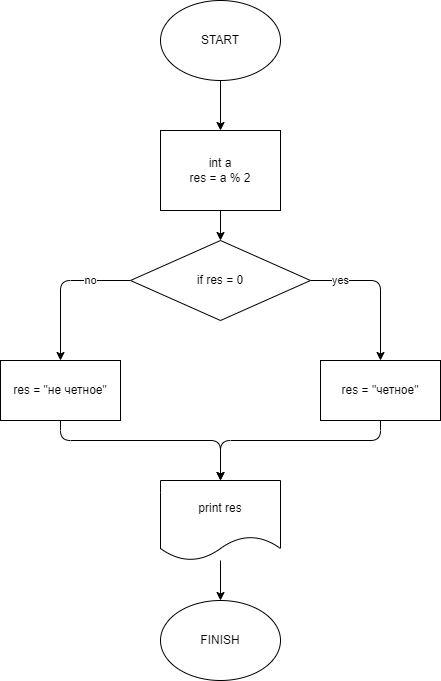 START
int a
res = a % 2
if res = 0
no
yes
res = "не четное"
res = "четное"
print res
FINISH